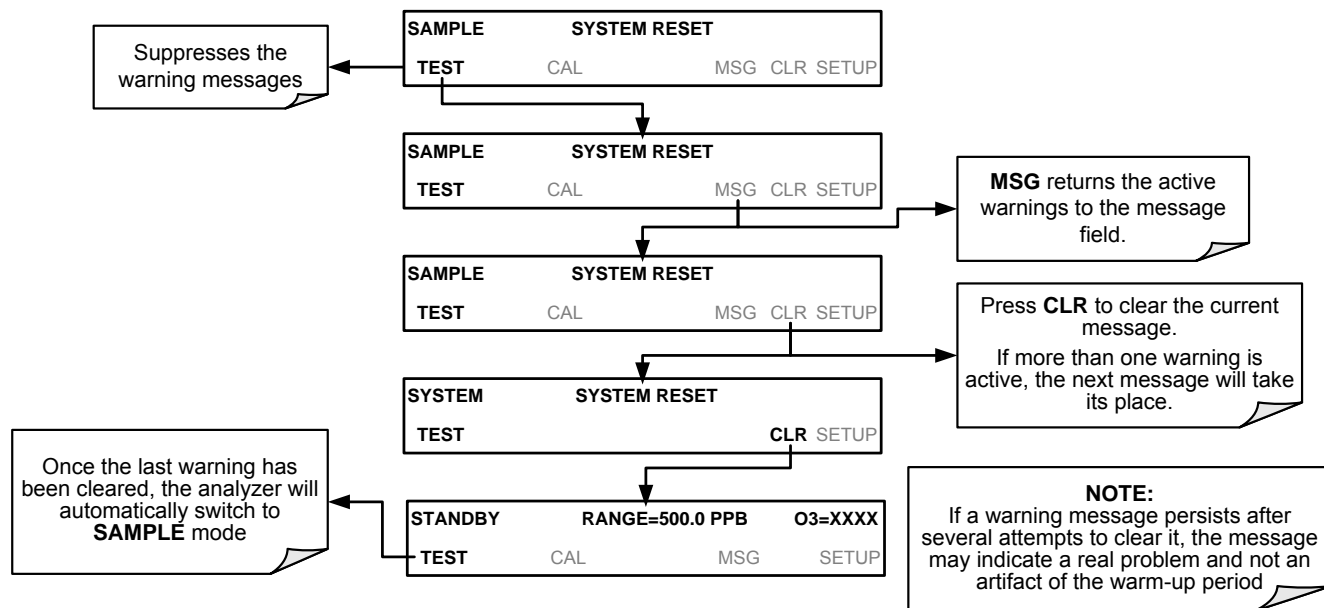 SAMPLE SYSTEM RESET
TEST CAL MSG CLR SETUP
Suppresses the
warning messages
SAMPLE SYSTEM RESET
TEST CAL MSG CLR SETUP
MSG returns the active
warnings to the message
field.
SAMPLE SYSTEM RESET
TEST CAL MSG CLR SETUP
Press CLR to clear the current
message.
If more than one warning is
active, the next message will take
its place.
SYSTEM SYSTEM RESET
TEST CLR SETUP
Once the last warning has
been cleared, the analyzer will
automatically switch to
SAMPLE mode
STANDBY RANGE=500.0 PPB O3=XXXX
TEST CAL MSG SETUP
NOTE:
If a warning message persists after
several attempts to clear it, the message
may indicate a real problem and not an
artifact of the warm-up period